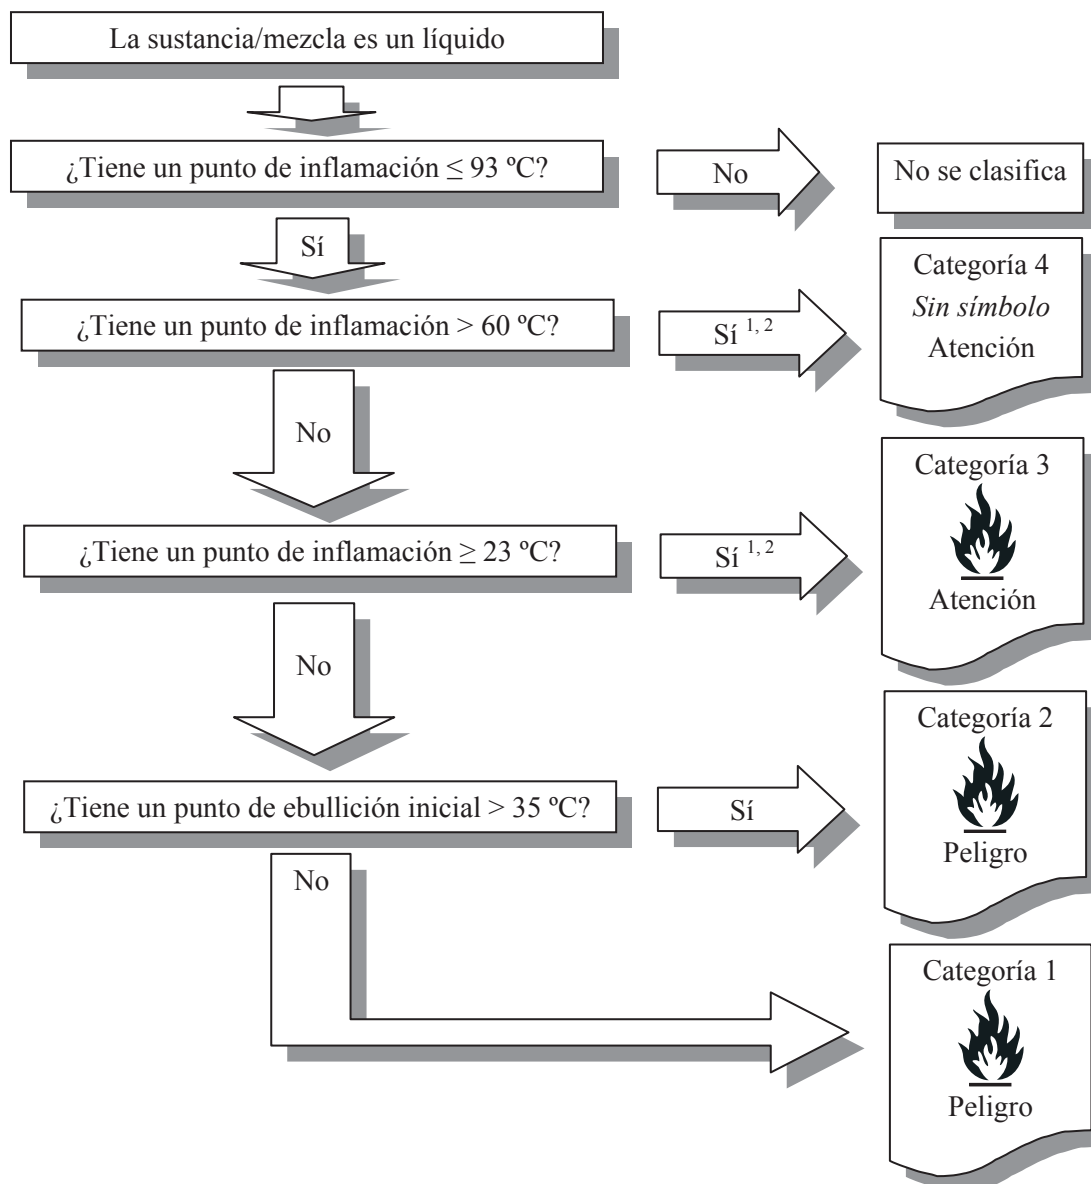 La sustancia/mezcla es un líquido
¿Tiene un punto de inflamación ≤ 93 ºC?
No
No se clasifica
Sí
¿Tiene un punto de inflamación > 60 ºC?
Sí 1, 2
Categoría 4
Sin símbolo
Atención
No
¿Tiene un punto de inflamación ≥ 23 ºC?
Sí 1, 2
Categoría 3
Atención
No
¿Tiene un punto de ebullición inicial > 35 ºC?
Sí
Categoría 2
Peligro
No
Categoría 1
Peligro